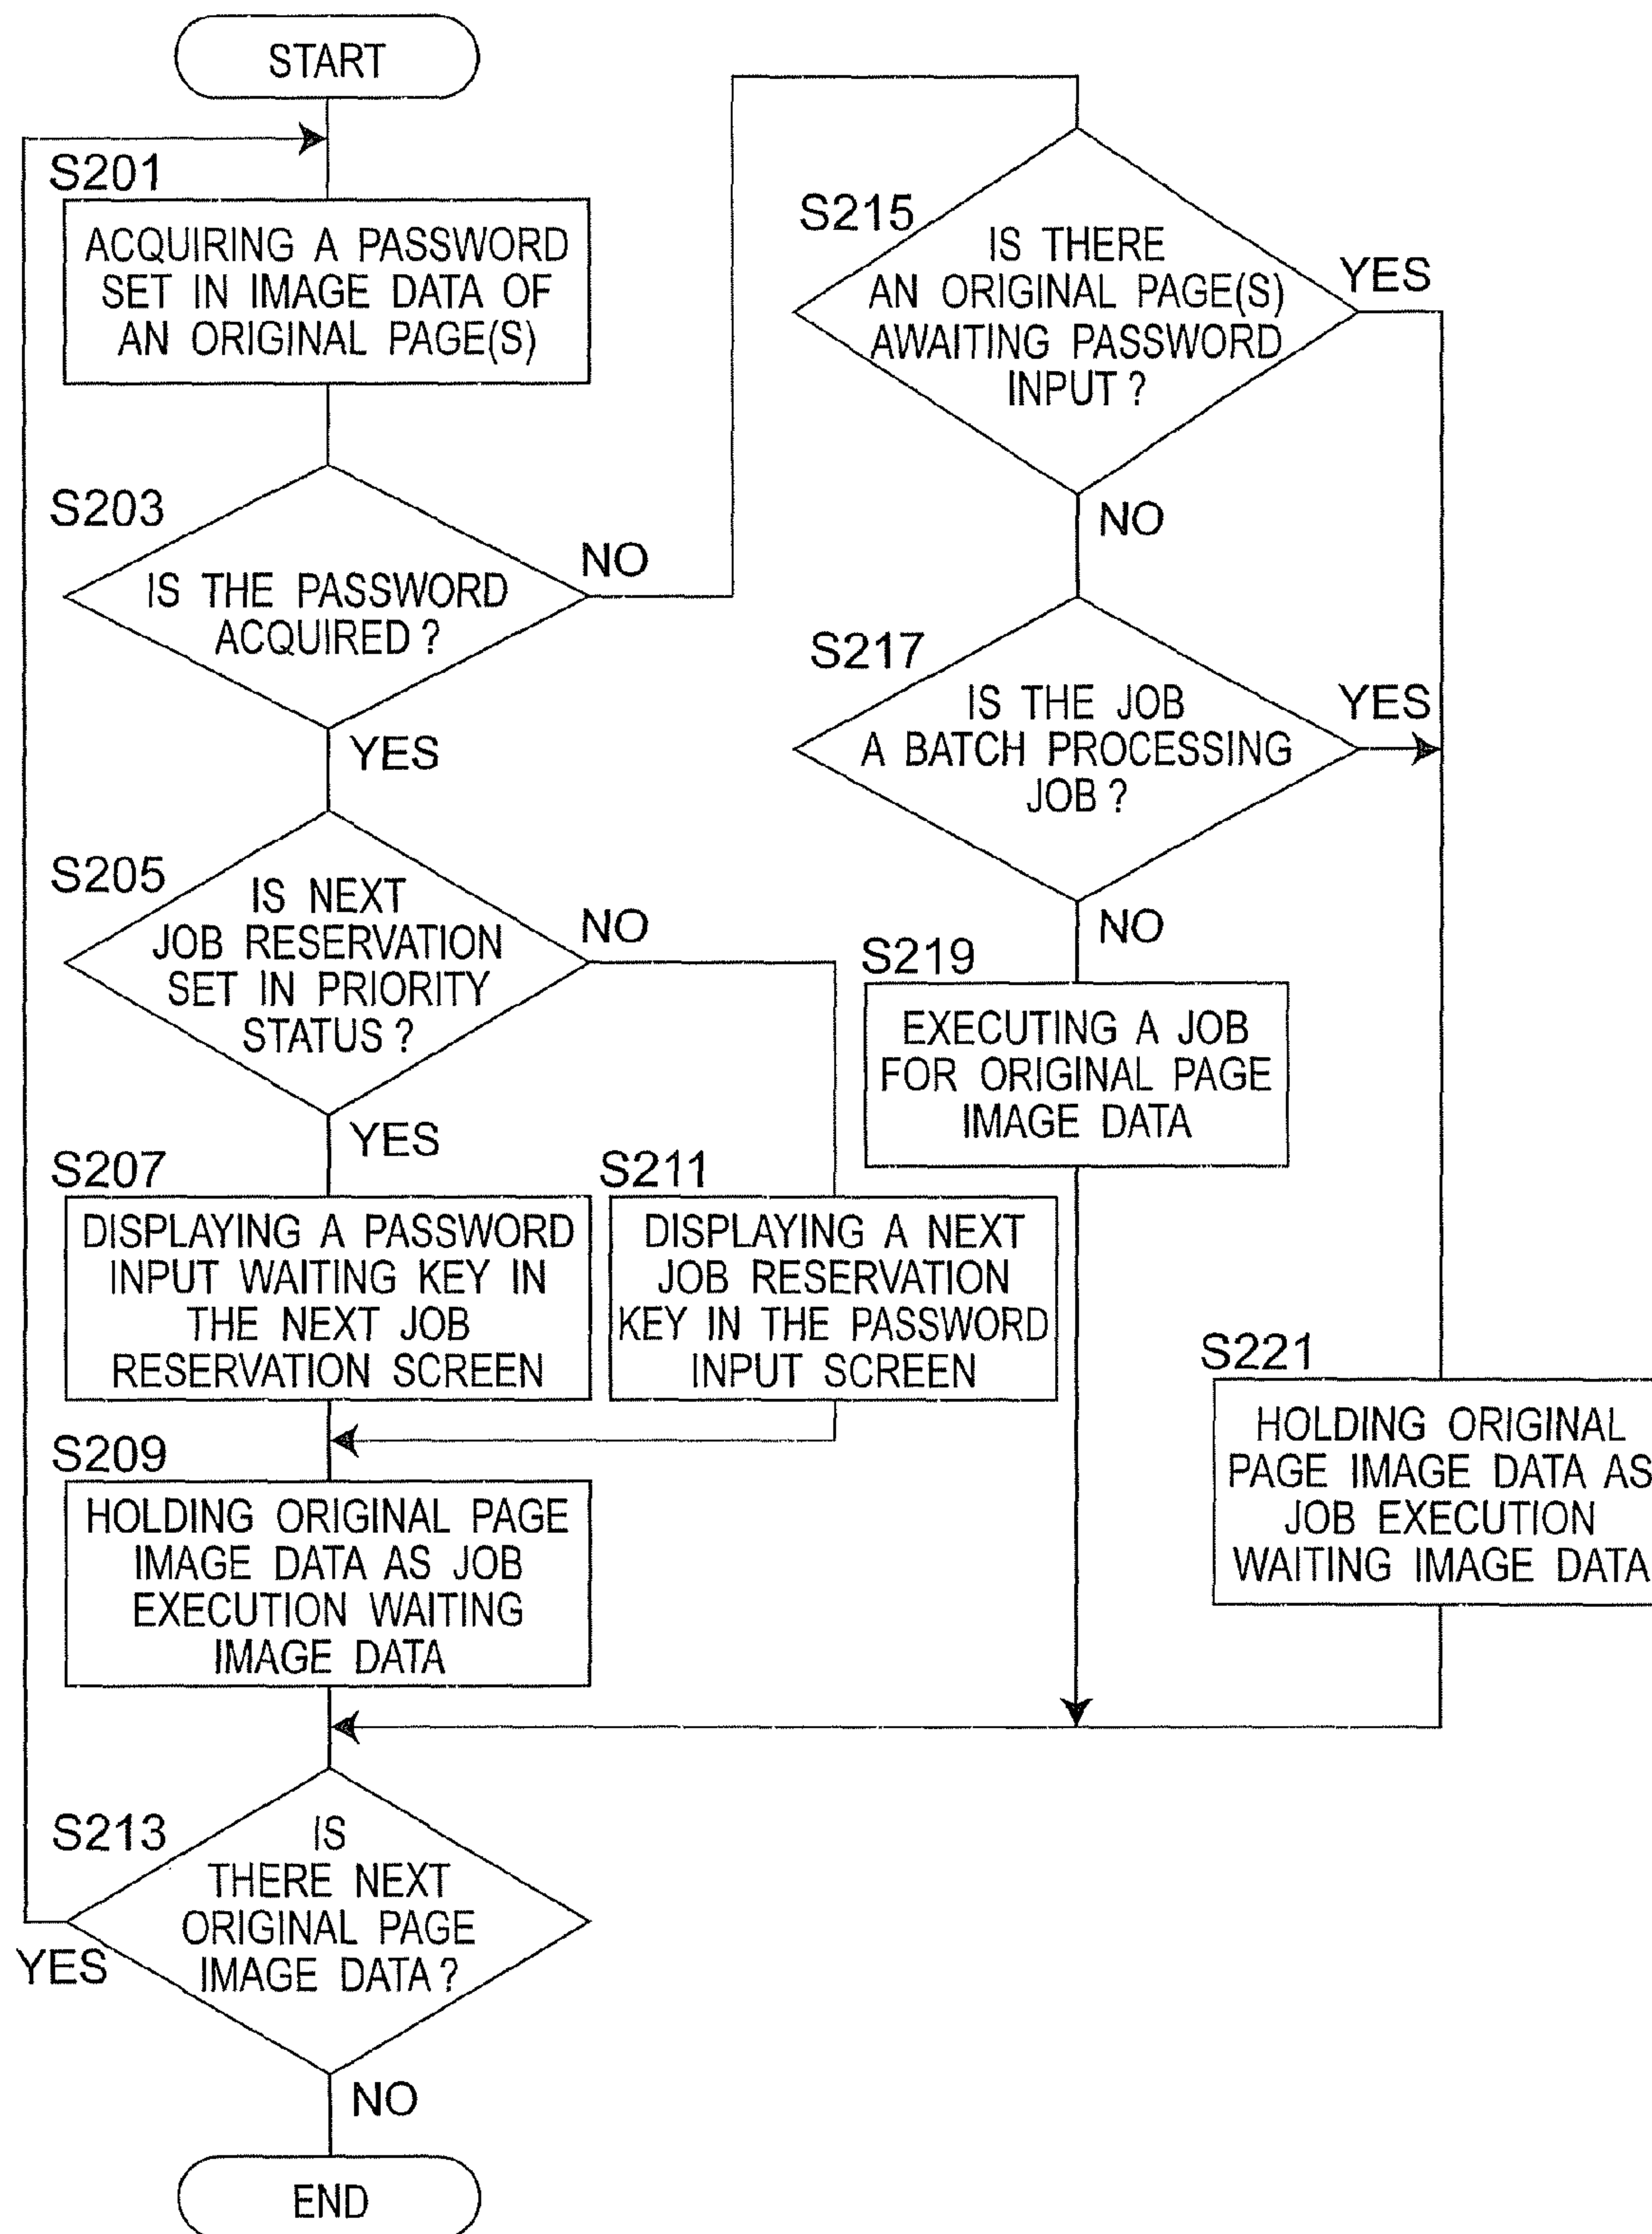 START
S201
ACQUIRING A PASSWORD
SET IN IMAGE DATA OF
AN ORIGINAL PAGE(S)
S203
IS THE PASSWORD
ACQUIRED?
NO
YES
S205
IS NEXT
JOB RESERVATION
SET IN PRIORITY
STATUS?
NO
YES
S207
DISPLAYING A PASSWORD
INPUT WAITING KEY IN
THE NEXT JOB
RESERVATION SCREEN
S211
DISPLAYING A NEXT
JOB RESERVATION
KEY IN THE PASSWORD
INPUT SCREEN
S209
HOLDING ORIGINAL PAGE
IMAGE DATA AS JOB
EXECUTION WAITING
IMAGE DATA
S213
IS
THERE NEXT
ORIGINAL PAGE
IMAGE DATA?
YES
NO
END
S215
IS THERE
AN ORIGINAL PAGE(S)
AWAITING PASSWORD
INPUT?
YES
NO
S217
IS THE JOB
A BATCH PROCESSING
JOB?
YES
NO
S219
EXECUTING A JOB
FOR ORIGINAL PAGE
IMAGE DATA
S221
HOLDING ORIGINAL
PAGE IMAGE DATA AS
JOB EXECUTION
WAITING IMAGE DATA